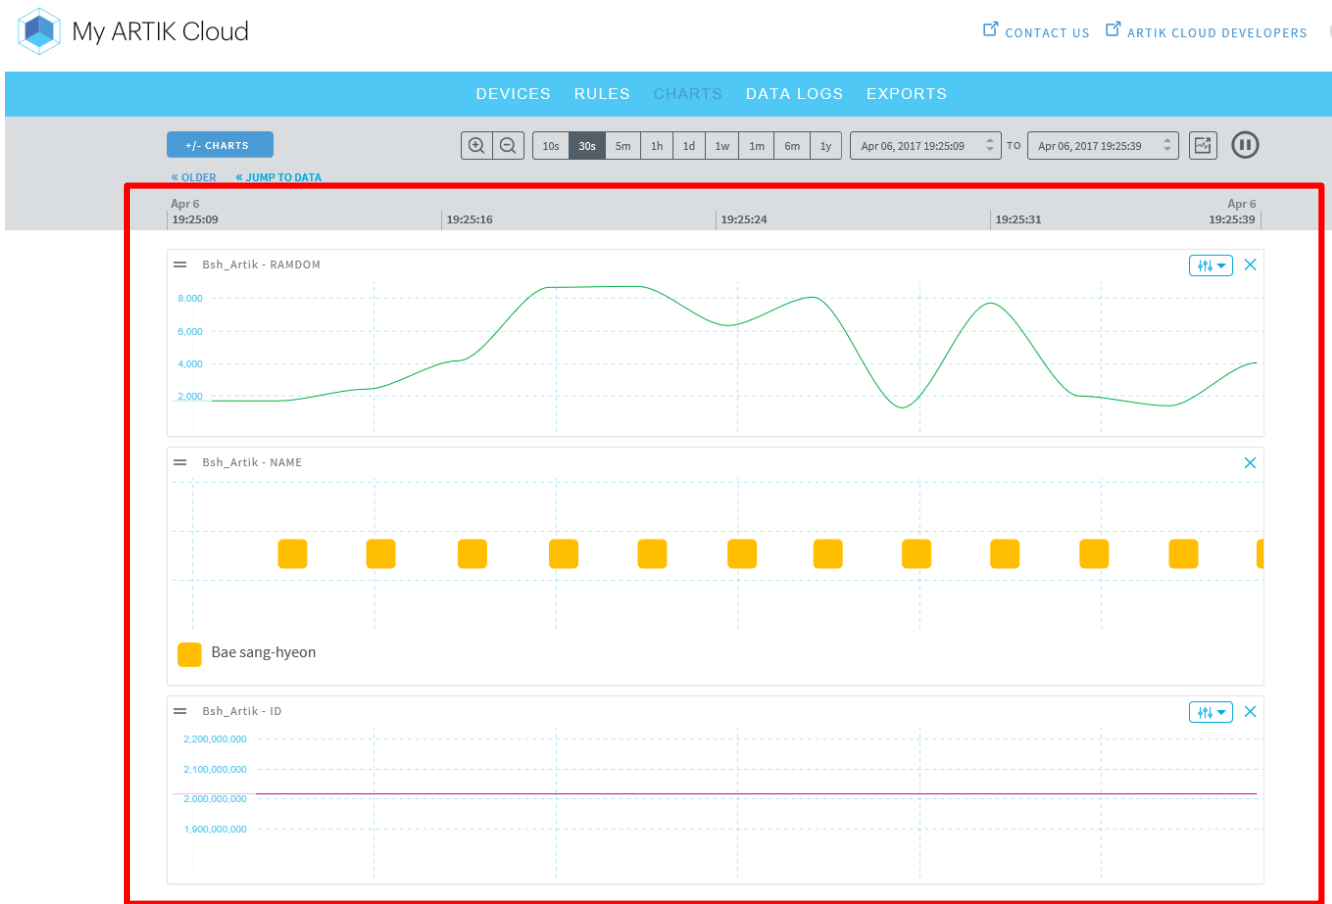 My ARTIK Cloud
CONTACT US ARTIK CLOUD DEVELOPERS
DEVICES RULES CHARTS DATA LOGS EXPORTS
+/- CHARTS 10s 30s 5m 1h 1d 1w 1m 6m 1y Apr 06, 2017 19:25:09 TO Apr 06, 2017 19:25:39
« OLDER « JUMP TO DATA
Apr 6 Apr 6
19:25:09 19:25:16 19:25:24 19:25:31 19:25:39
Bsh_Artik - RAMDOM
8,000
6,000
4,000
2,000
Bsh_Artik - NAME
Bae sang-hyeon
Bsh_Artik - ID
2,200,000,000
2,100,000,000
2,000,000,000
1,900,000,000